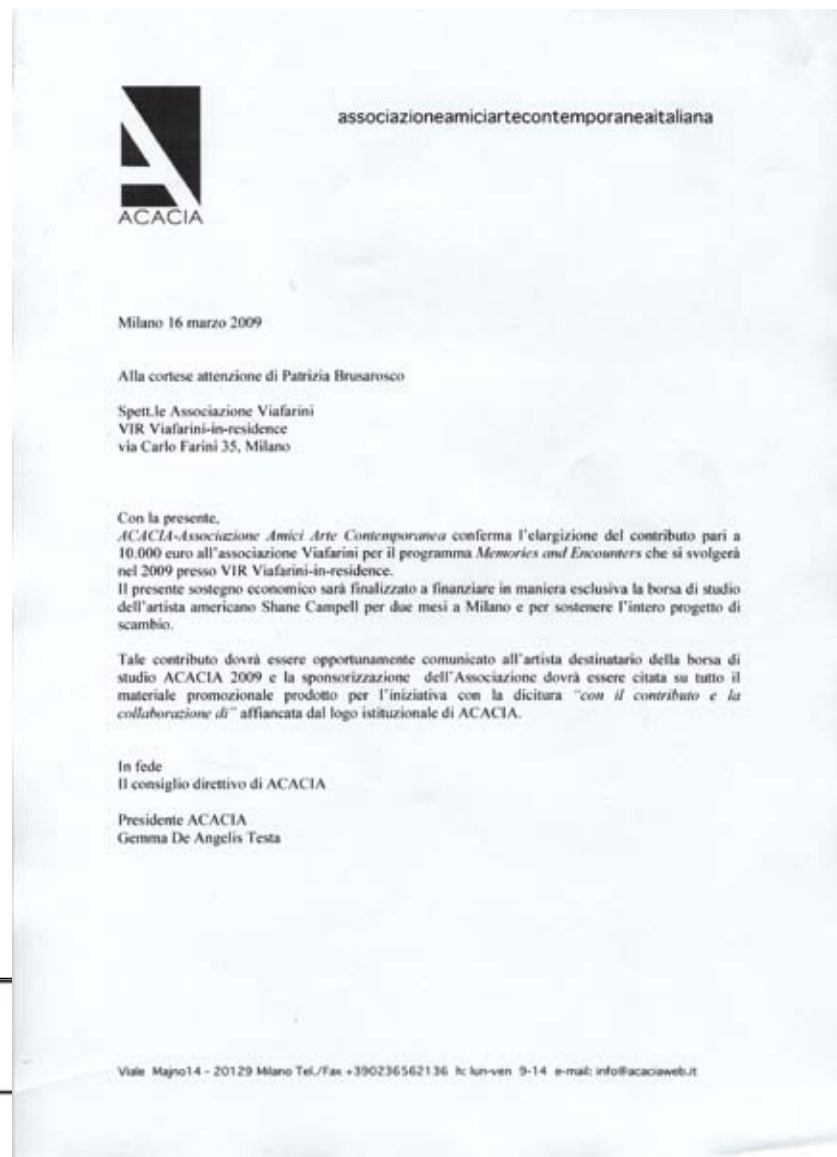 associazioneamiciartecontemporaneaitaliana
ACACIA
Milano 16 marzo 2009
Alla cortese attenzione di Patrizia Brusarosco
Spett.le Associazione Viafarini
VIR Viafarini-in-residence
via Carlo Farini 35, Milano
Con la presente,
ACACIA-Associazione Amici Arte Contemporanea conferma l'elargizione del contributo pari a
10.000 euro all'associazione Viafarini per il programma Memories and Encounters che si svolgerà
nel 2009 presso VIR Viafarini-in-residence.
Il presente sostegno economico sarà finalizzato a finanziare in maniera esclusiva la borsa di studio
dell'artista americano Shane Campell per due mesi a Milano e per sostenere l'intero progetto di
scambio.
Tale contributo dovrà essere opportunamente comunicato all'artista destinatario della borsa di
studio ACACIA 2009 e la sponsorizzazione dell'Associazione dovrà essere citata su tutto il
materiale promozionale prodotto per l'iniziativa con la dicitura "con il contributo e la
collaborazione di" affiancata dal logo istituzionale di ACACIA.
In fede
Il consiglio direttivo di ACACIA
Presidente ACACIA
Gemma De Angelis Testa
Viale Majno14 - 20129 Milano Tel./Fax +390236562136 h: lun-ven 9-14 e-mail: info@acaciaweb.it